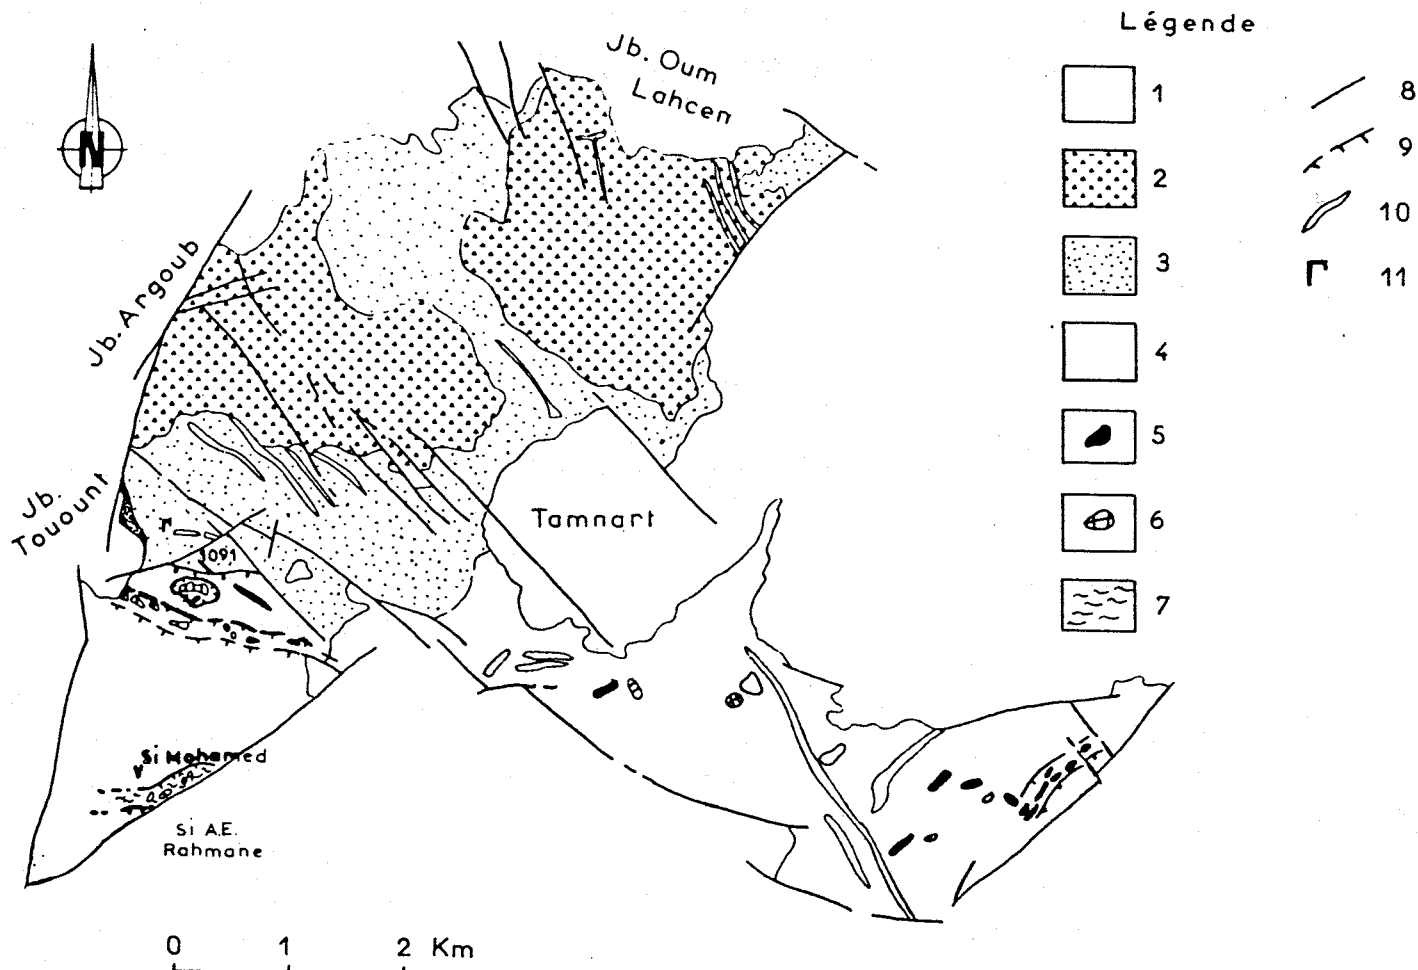 Légende
Jb. Oum
Lahcen
N
1
2
3
4
5
6
7
8
9
10
11
Jb. Argoub
Jb.
Touount
Tamnart
1091
Si Mohamed
Si A.E.
Rahmane
0 1 2 Km